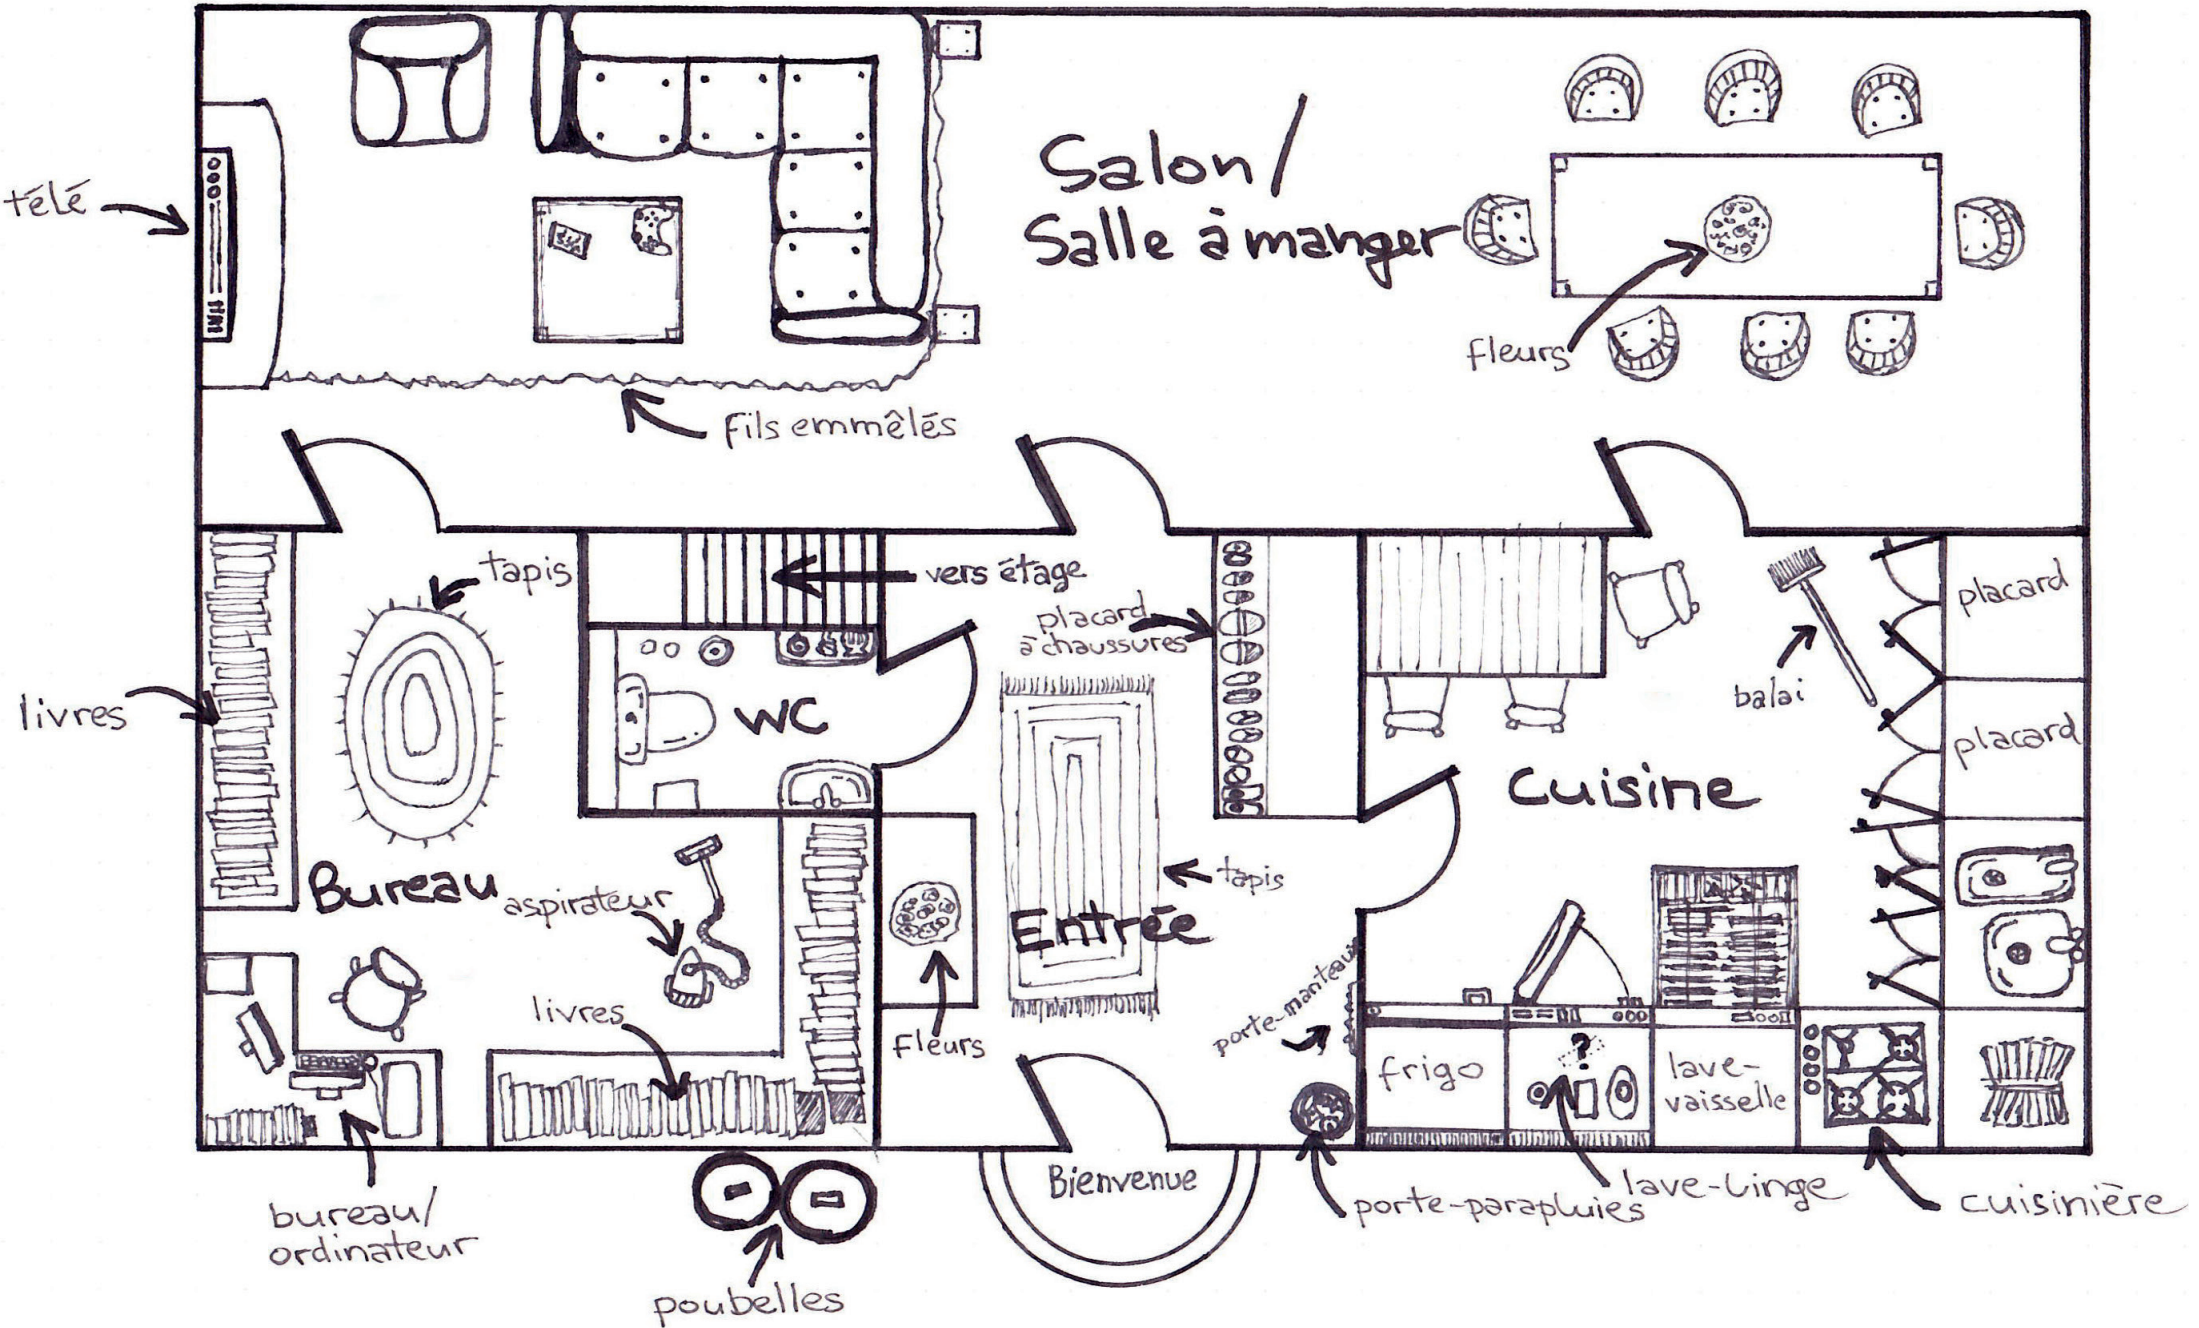 Salon/
Salle à manger
télé
fleurs
fils emmêlés
tapis
vers étage
placard
à chaussures
placard
balai
livres
WC
placard
Cuisine
Bureau
aspirateur
tapis
Entrée
livres
fleurs
porte-manteaux
frigo
?
lave-
vaisselle
Bienvenue
bureau/
ordinateur
poubelles
porte-parapluies
lave-linge
cuisinière